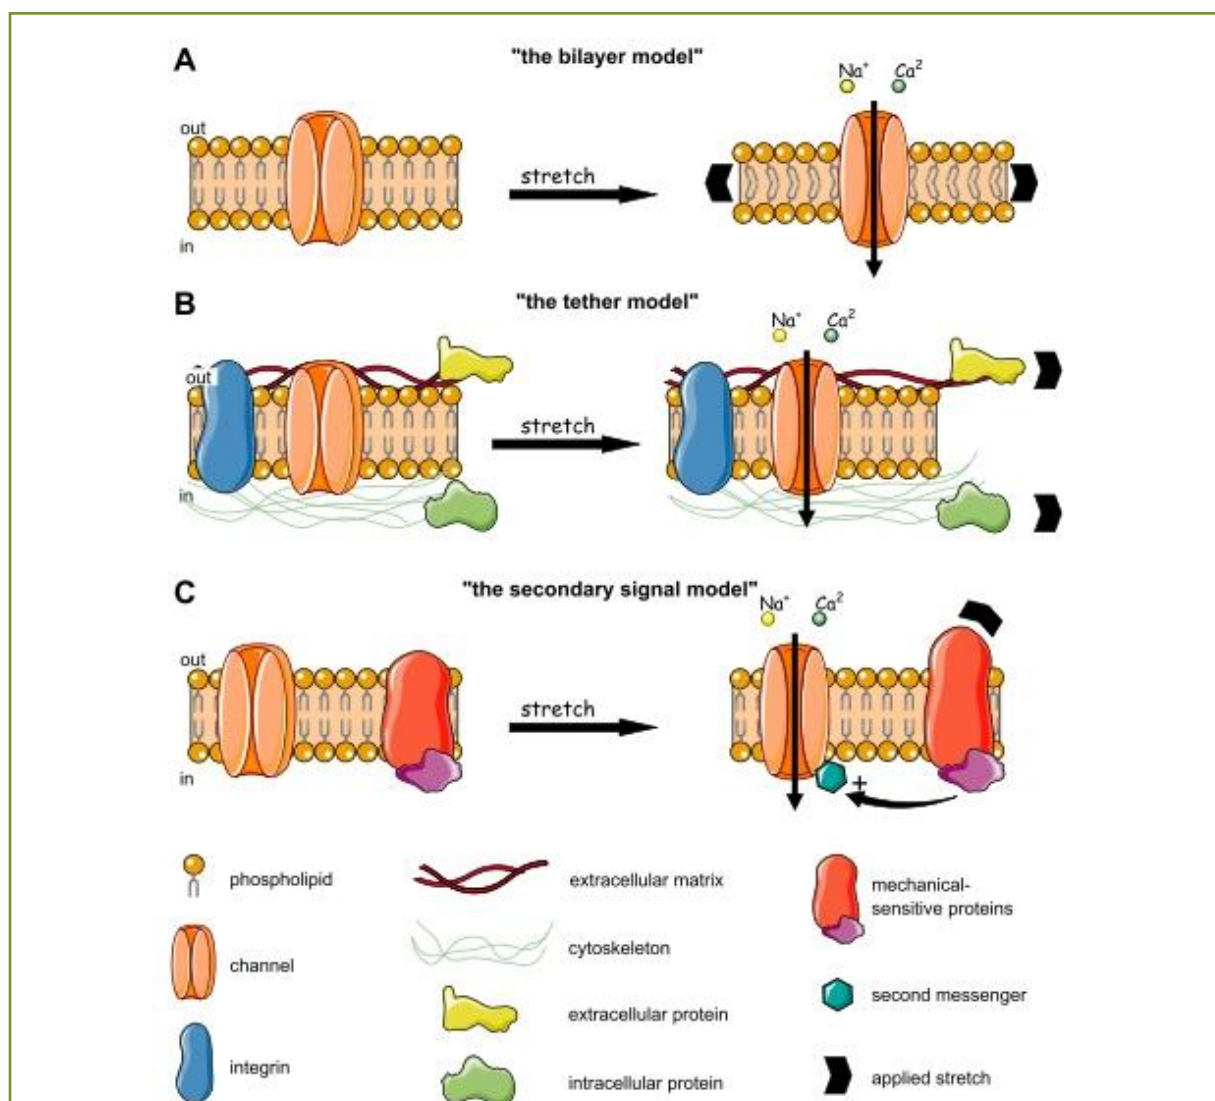 A
"the bilayer model"
Na⁺ Ca²
out
stretch
in
B
"the tether model"
Na⁺ Ca²
out
stretch
in
C
"the secondary signal model"
Na⁺ Ca²
out
stretch
in
+
phospholipid
extracellular matrix
mechanical-
sensitive proteins
channel
cytoskeleton
second messenger
extracellular protein
integrin
intracellular protein
applied stretch